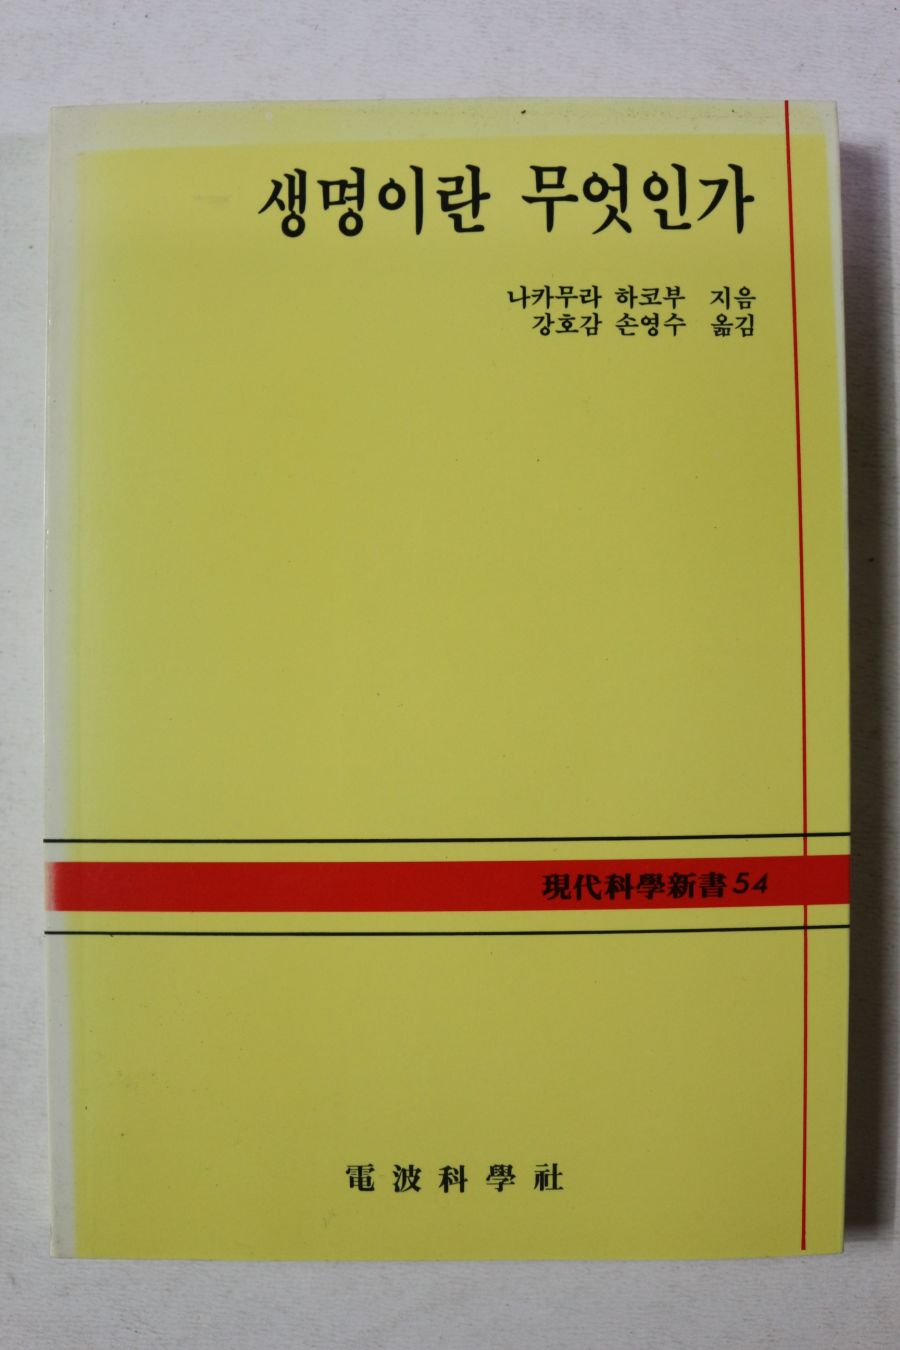 생명이란 무엇인가
나카무라 하코부 지음
강호감 손영수 옮김
現代科學新書 54
電波科學社